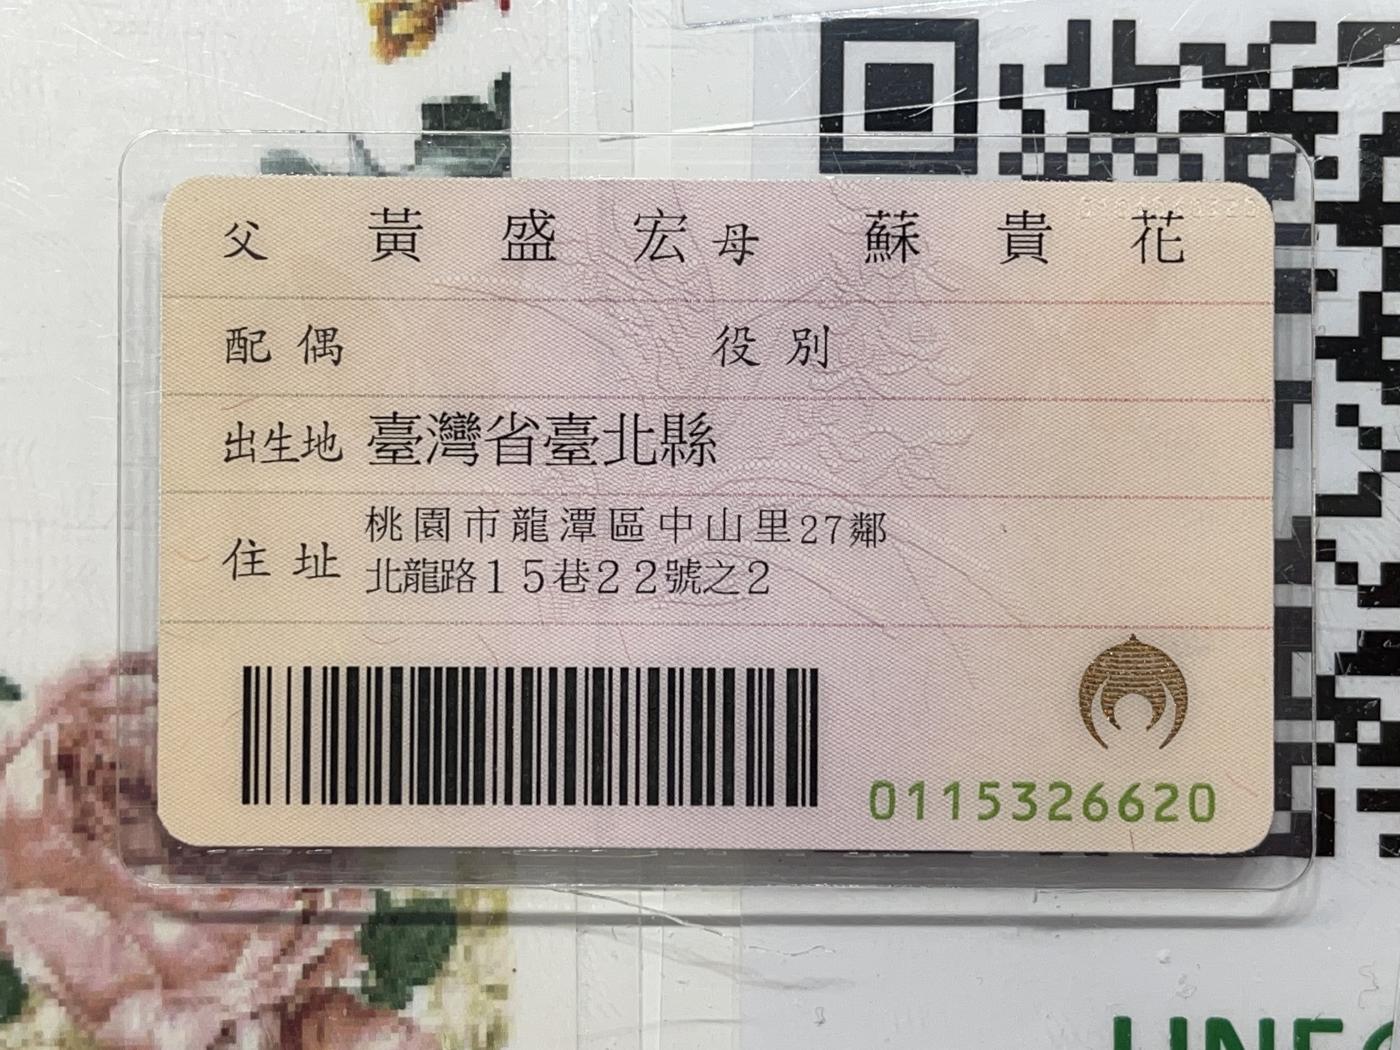 父 黃盛宏 母 蘇貴花
配偶 役別
出生地 臺灣省臺北縣
住址 桃園市龍潭區中山里27鄰
北龍路15巷22號之2
0115326620